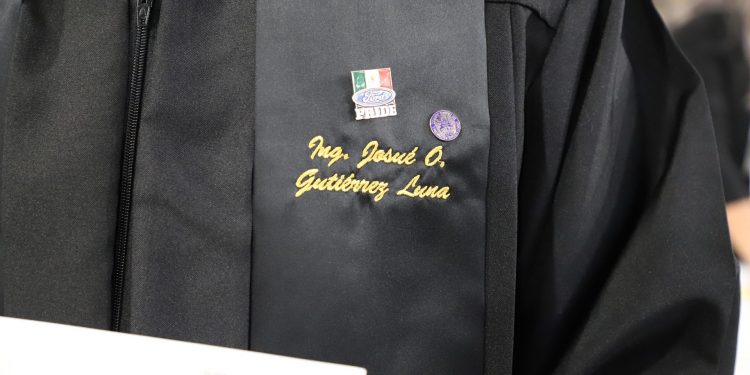 Ford
PRIDE
Ing. Josué O.
Gutiérrez Luna